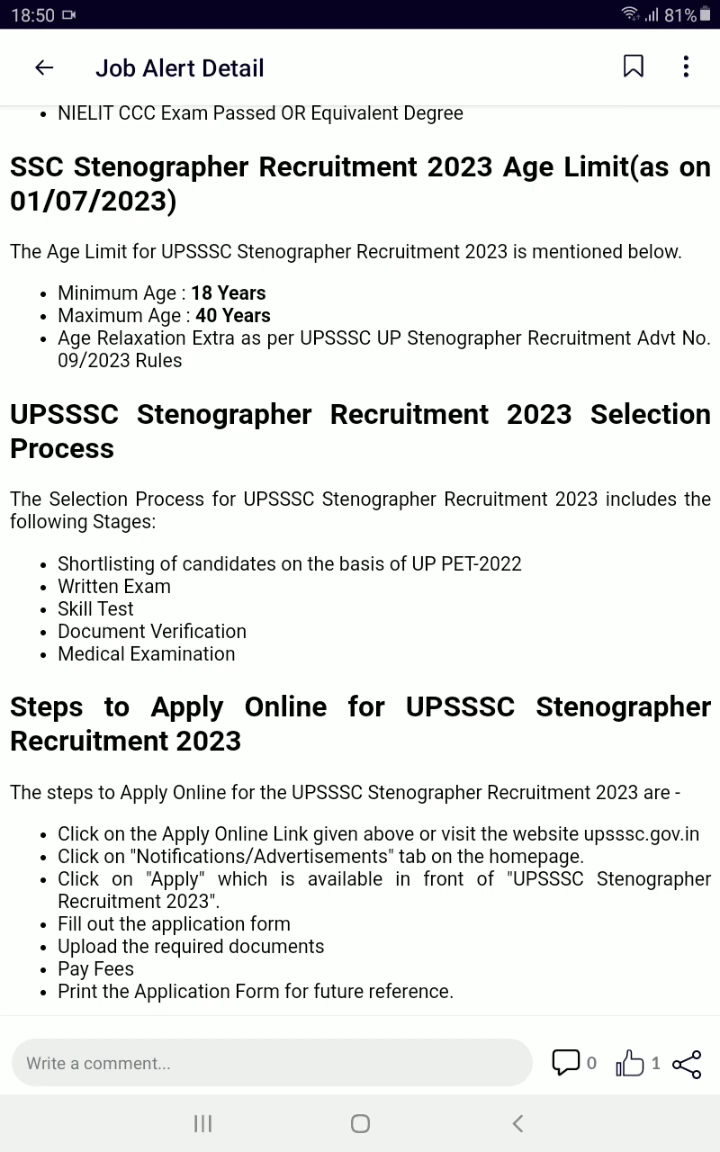 18:50 81%
Job Alert Detail
• NIELIT CCC Exam Passed OR Equivalent Degree
SSC Stenographer Recruitment 2023 Age Limit(as on
01/07/2023)
The Age Limit for UPSSSC Stenographer Recruitment 2023 is mentioned below.
• Minimum Age : 18 Years
• Maximum Age : 40 Years
• Age Relaxation Extra as per UPSSSC UP Stenographer Recruitment Advt No.
09/2023 Rules
UPSSSC Stenographer Recruitment 2023 Selection
Process
The Selection Process for UPSSSC Stenographer Recruitment 2023 includes the
following Stages:
• Shortlisting of candidates on the basis of UP PET-2022
• Written Exam
• Skill Test
• Document Verification
• Medical Examination
Steps to Apply Online for UPSSSC Stenographer
Recruitment 2023
The steps to Apply Online for the UPSSSC Stenographer Recruitment 2023 are -
• Click on the Apply Online Link given above or visit the website upsssc.gov.in
• Click on "Notifications/Advertisements" tab on the homepage.
• Click on "Apply" which is available in front of "UPSSSC Stenographer
Recruitment 2023".
• Fill out the application form
• Upload the required documents
• Pay Fees
• Print the Application Form for future reference.
Write a comment... 0 1